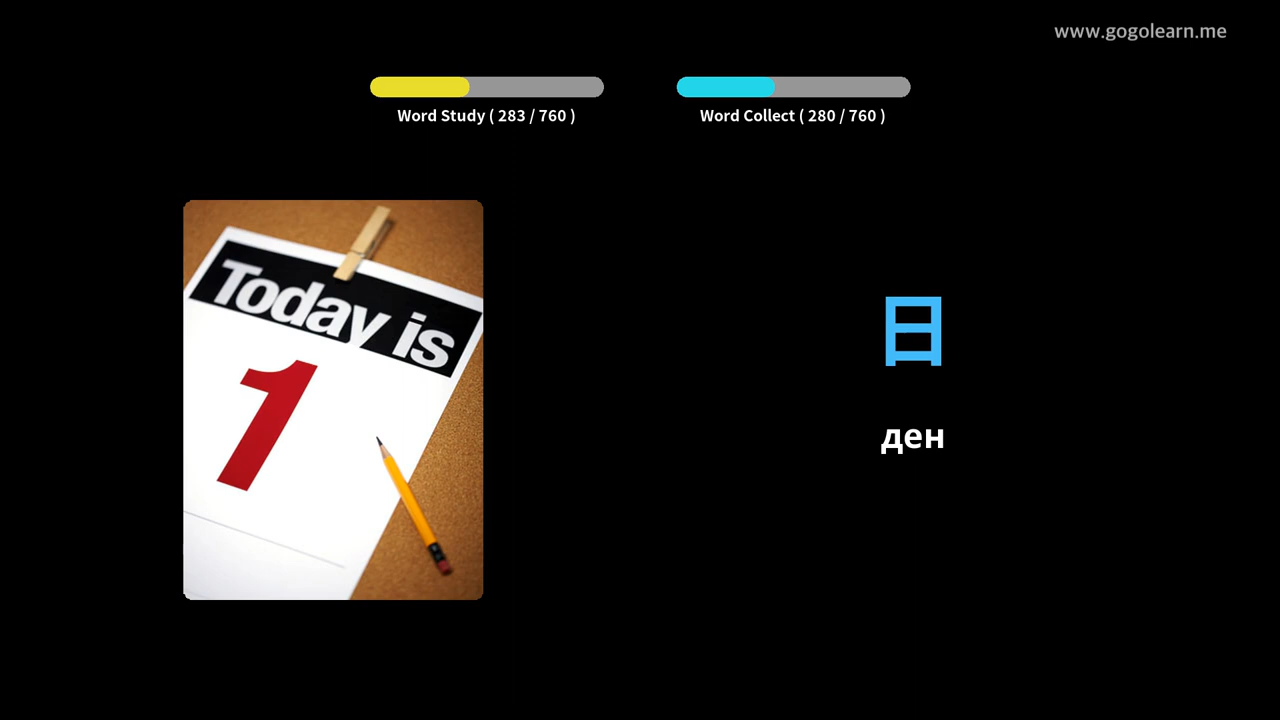 www.gogolearn.me
Word Study ( 283 / 760 )
Word Collect ( 280 / 760 )
Today is
1
日
ден